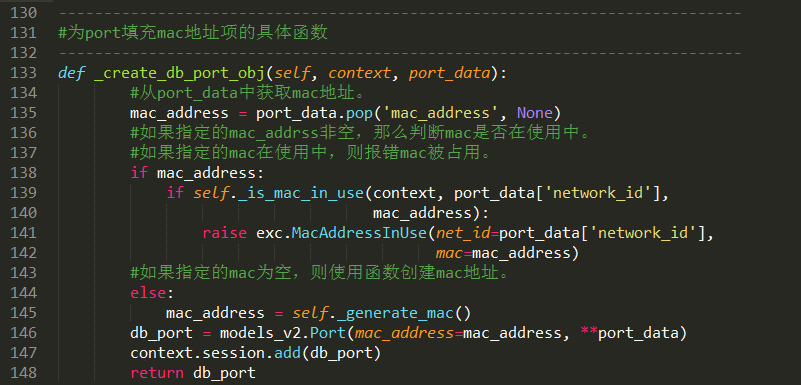 130 --------------------------------------------------------------------------
131 #为port填充mac地址项的具体函数
132 --------------------------------------------------------------------------
133 def _create_db_port_obj(self, context, port_data):
134 #从port_data中获取mac地址。
135 mac_address = port_data.pop('mac_address', None)
136 #如果指定的mac_addrss非空，那么判断mac是否在使用中。
137 #如果指定的mac在使用中，则报错mac被占用。
138 if mac_address:
139 if self._is_mac_in_use(context, port_data['network_id'],
140 mac_address):
141 raise exc.MacAddressInUse(net_id=port_data['network_id'],
142 mac=mac_address)
143 #如果指定的mac为空，则使用函数创建mac地址。
144 else:
145 mac_address = self._generate_mac()
146 db_port = models_v2.Port(mac_address=mac_address, **port_data)
147 context.session.add(db_port)
148 return db_port